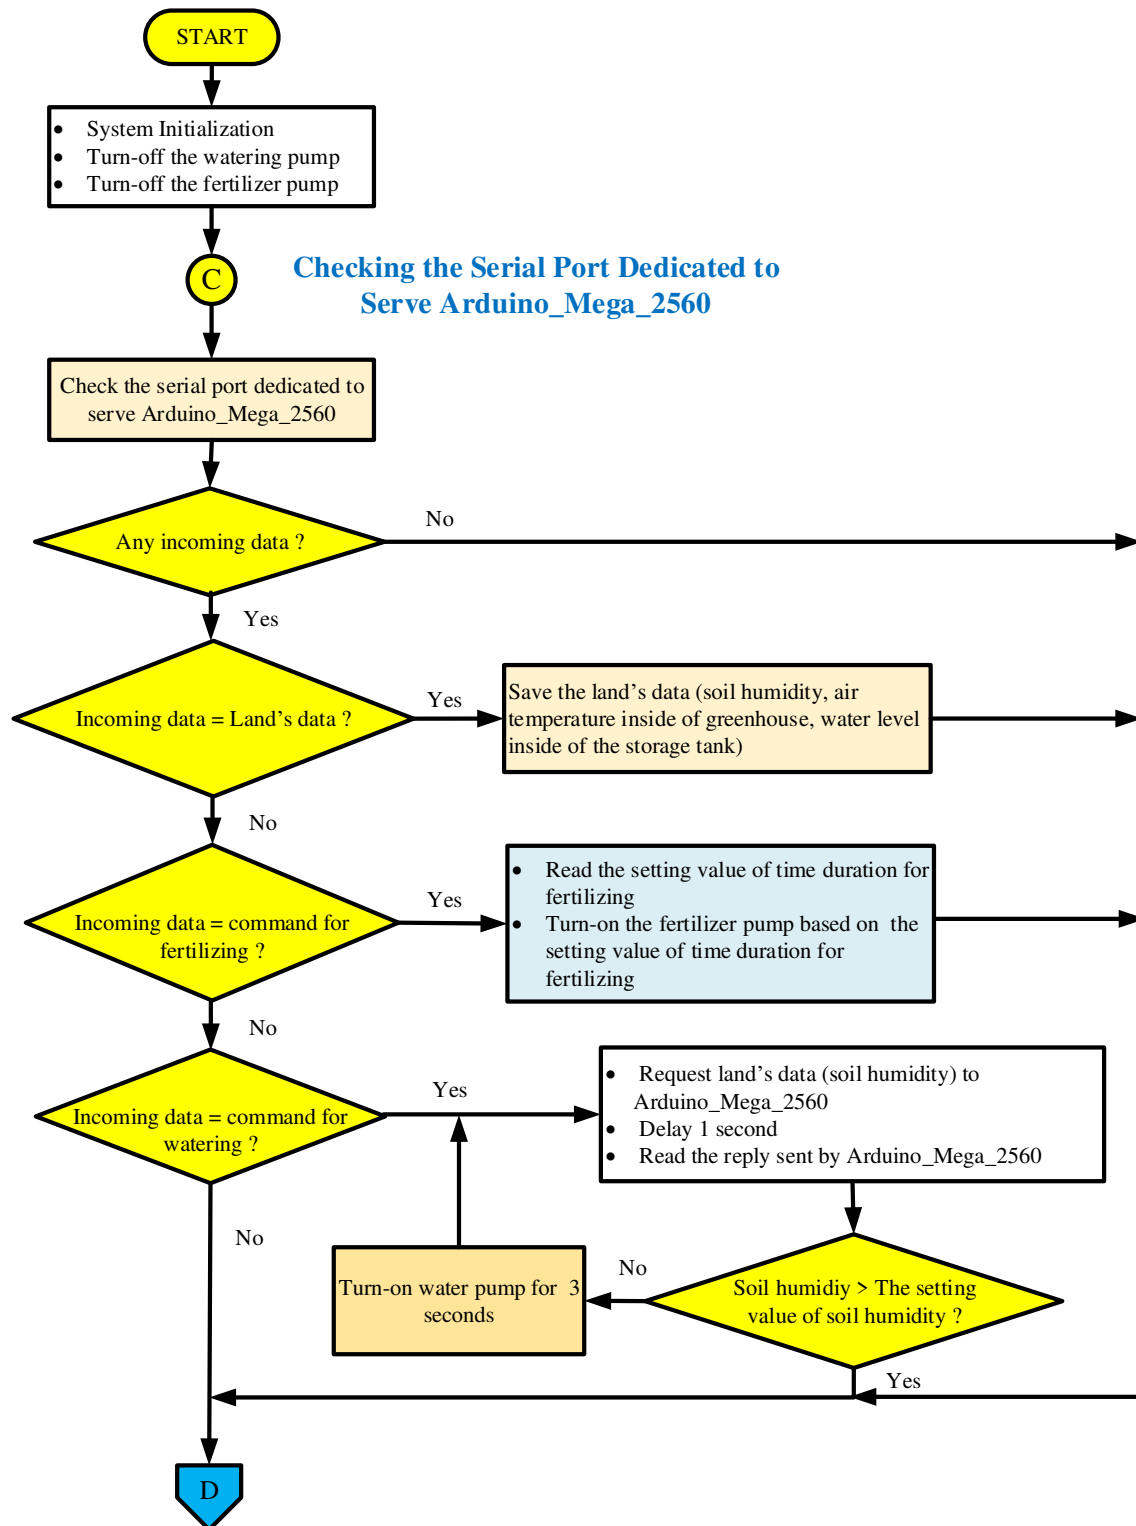 START
• System Initialization
• Turn-off the watering pump
• Turn-off the fertilizer pump
C
Checking the Serial Port Dedicated to
Serve Arduino_Mega_2560
Check the serial port dedicated to
serve Arduino_Mega_2560
Any incoming data ?
No
Yes
Incoming data = Land's data ?
Yes
Save the land's data (soil humidity, air
temperature inside of greenhouse, water level
inside of the storage tank)
No
Incoming data = command for
fertilizing ?
Yes
• Read the setting value of time duration for
fertilizing
• Turn-on the fertilizer pump based on the
setting value of time duration for
fertilizing
No
Incoming data = command for
watering ?
Yes
• Request land's data (soil humidity) to
Arduino_Mega_2560
• Delay 1 second
• Read the reply sent by Arduino_Mega_2560
No
Turn-on water pump for 3
seconds
No
Soil humidiy > The setting
value of soil humidity ?
Yes
D